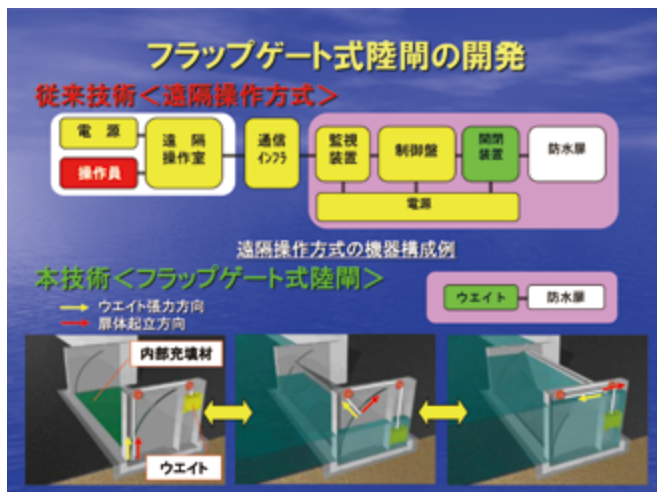 フラップゲート式陸閘の開発
従来技術＜遠隔操作方式＞
電　源
操作員
遠　隔
操作室
通信
インフラ
監視
装置
制御盤
開閉
装置
防水扉
電源
遠隔操作方式の機器構成例
本技術＜フラップゲート式陸閘＞
ウエイト張力方向
扉体起立方向
ウエイト
防水扉
内部充填材
ウエイト